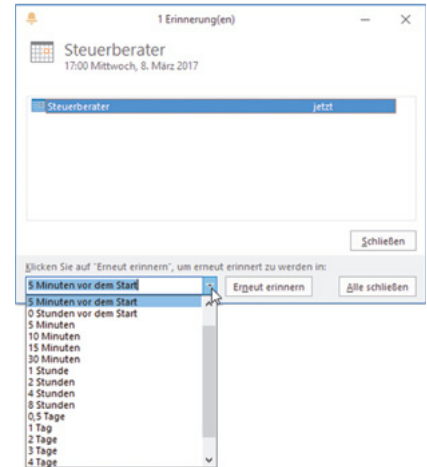 1 Erinnerung(en)
Steuerberater
17:00 Mittwoch, 8. März 2017
Steuerberater jetzt
Schließen
Klicken Sie auf "Erneut erinnern", um erneut erinnert zu werden in:
5 Minuten vor dem Start Erneut erinnern Alle schließen
5 Minuten vor dem Start
0 Stunden vor dem Start
5 Minuten
10 Minuten
15 Minuten
30 Minuten
1 Stunde
2 Stunden
4 Stunden
8 Stunden
0,5 Tage
1 Tag
2 Tage
3 Tage
4 Tage